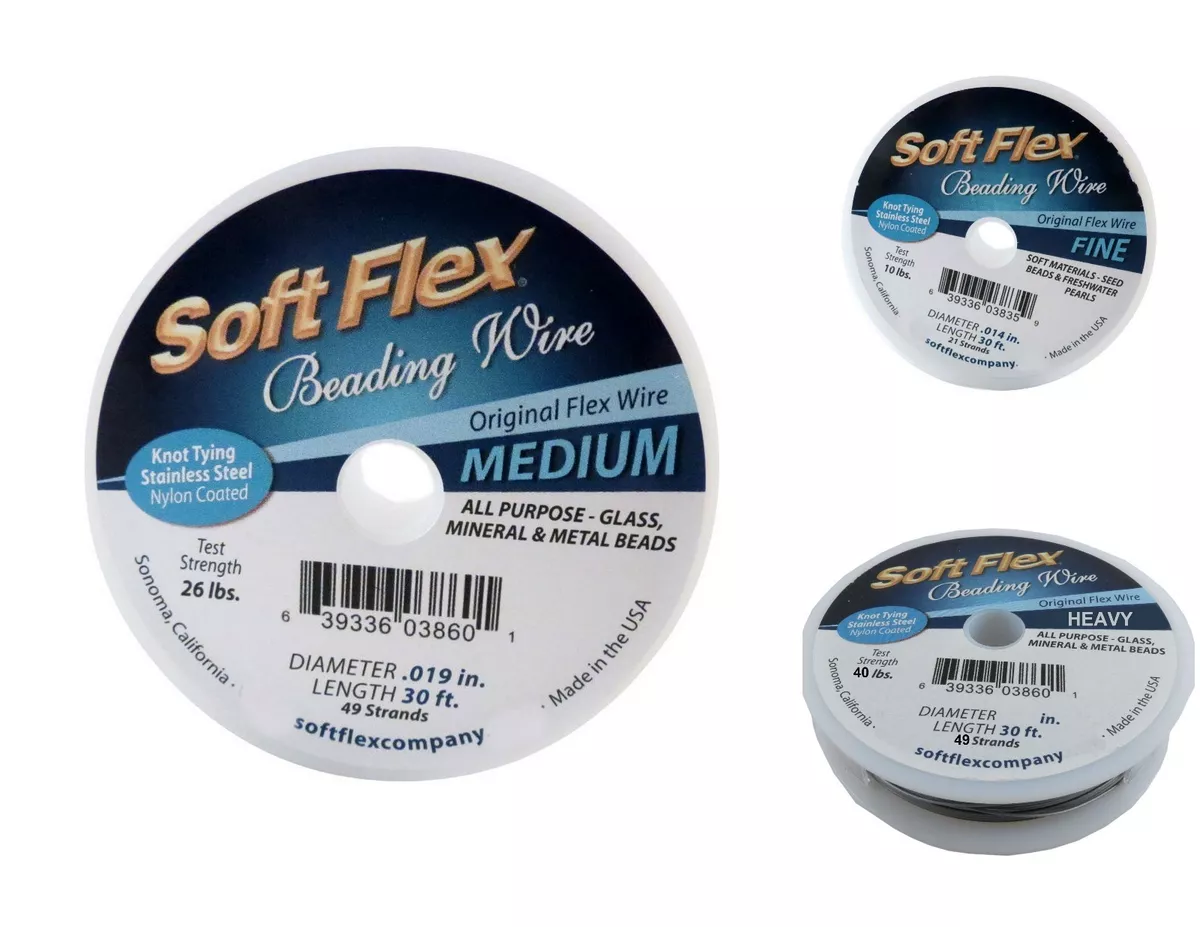 Soft Flex®
Beading Wire
Original Flex Wire
MEDIUM
Knot Tying
Stainless Steel
Nylon Coated
ALL PURPOSE - GLASS,
MINERAL & METAL BEADS
Test
Strength
26 lbs.
6 39336 03860 1
DIAMETER .019 in.
LENGTH 30 ft.
49 Strands
softflexcompany
Sonoma, California ·
· Made in the USA
Soft Flex®
Beading Wire
Original Flex Wire
FINE
Knot Tying
Stainless Steel
Nylon Coated
SOFT MATERIALS - SEED
BEADS & FRESHWATER
PEARLS
Test
Strength
10 lbs.
6 39336 03835 9
DIAMETER .014 in.
LENGTH 30 ft.
21 Strands
softflexcompany
Sonoma, California
· Made in the USA
Soft Flex
Beading Wire
Original Flex Wire
HEAVY
Knot Tying
Stainless Steel
Nylon Coated
ALL PURPOSE - GLASS,
MINERAL & METAL BEADS
Test
Strength
40 lbs.
6 39336 03860 1
DIAMETER in.
LENGTH 30 ft.
49 Strands
softflexcompany
Sonoma, California ·
· Made in the USA